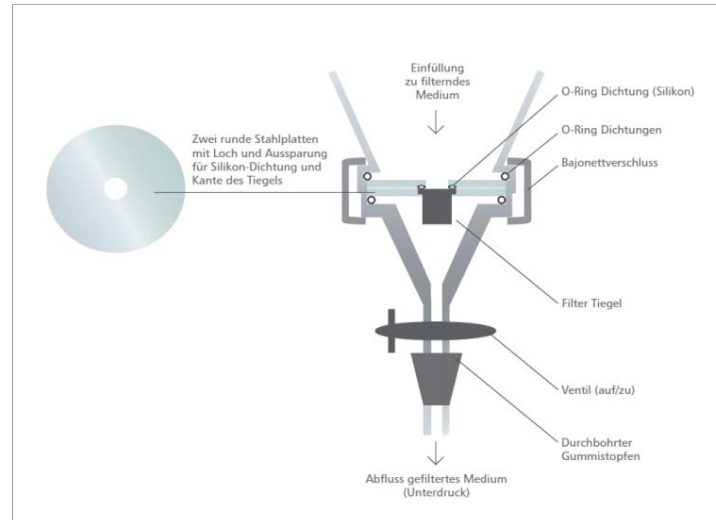 Einfüllung
zu filterndes
Medium
O-Ring Dichtung (Silikon)
Zwei runde Stahlplatten
mit Loch und Aussparung
für Silikon-Dichtung und
Kante des Tiegels
O-Ring Dichtungen
Bajonettverschluss
Filter Tiegel
Ventil (auf/zu)
Durchbohrter
Gummistopfen
Abfluss gefiltertes Medium
(Unterdruck)